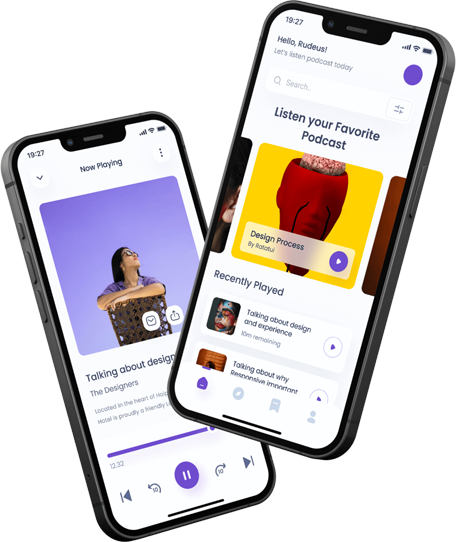 19:27
Hello, Rudeus!
Let's listen podcast today
Search..
Listen your Favorite
Podcast
Design Process
By Ratatui
Recently Played
Talking about design
and experience
10m remaining
Talking about why
Responsive important
19:27
Now Playing
Talking about design
The Designers
Located in the heart of
Hotel is proudly a friendly
12.32
10
10